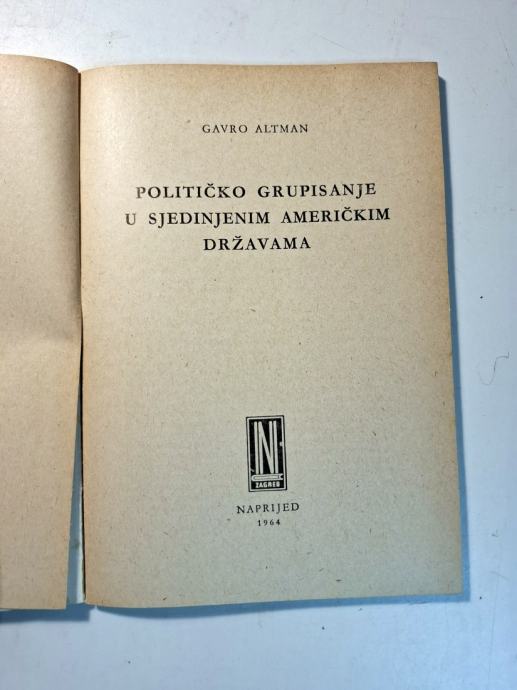 GAVRO ALTMAN
POLITIČKO GRUPISANJE
U SJEDINJENIM AMERIČKIM
DRŽAVAMA
N
ZAGREB
NAPRIJED
1964